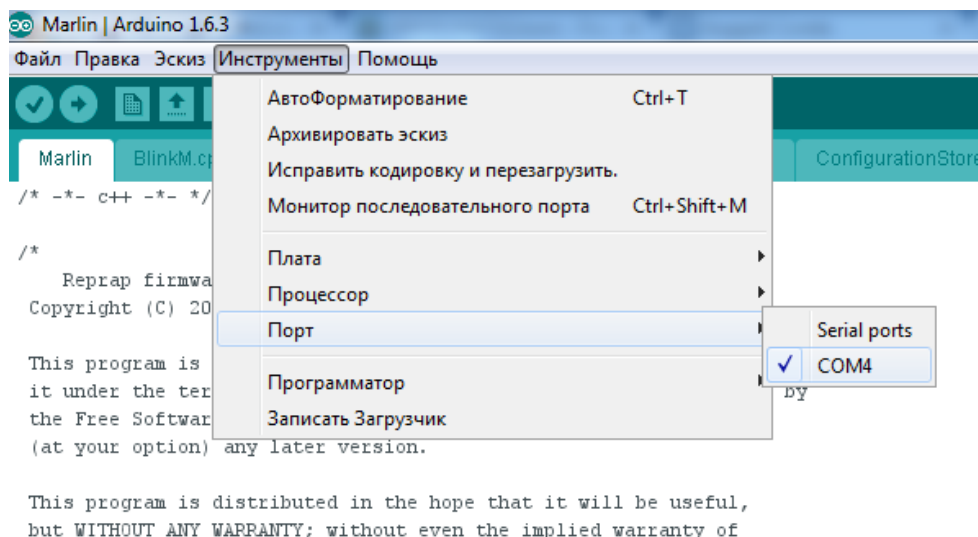 Marlin | Arduino 1.6.3
Файл Правка Эскиз Инструменты Помощь
АвтоФорматирование Ctrl+T
Архивировать эскиз
Исправить кодировку и перезагрузить.
Монитор последовательного порта Ctrl+Shift+M
Плата
Процессор
Порт
Serial ports
COM4
Программатор
Записать Загрузчик
Marlin BlinkM.cp ConfigurationStore
/* -*- c++ -*- */
/*
Reprap firmwa
Copyright (C) 20
This program is
it under the ter by
the Free Softwar
(at your option) any later version.
This program is distributed in the hope that it will be useful,
but WITHOUT ANY WARRANTY; without even the implied warranty of